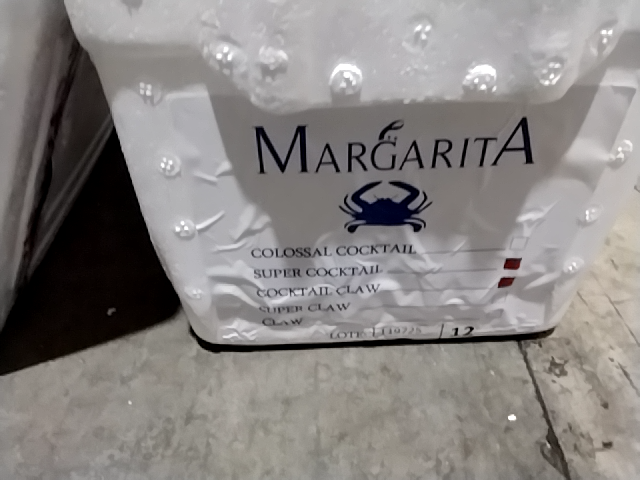 MARGARITA
COLOSSAL COCKTAIL
SUPER COCKTAIL
COCKTAIL CLAW
SUPER CLAW
CLAW
LOTE: 12